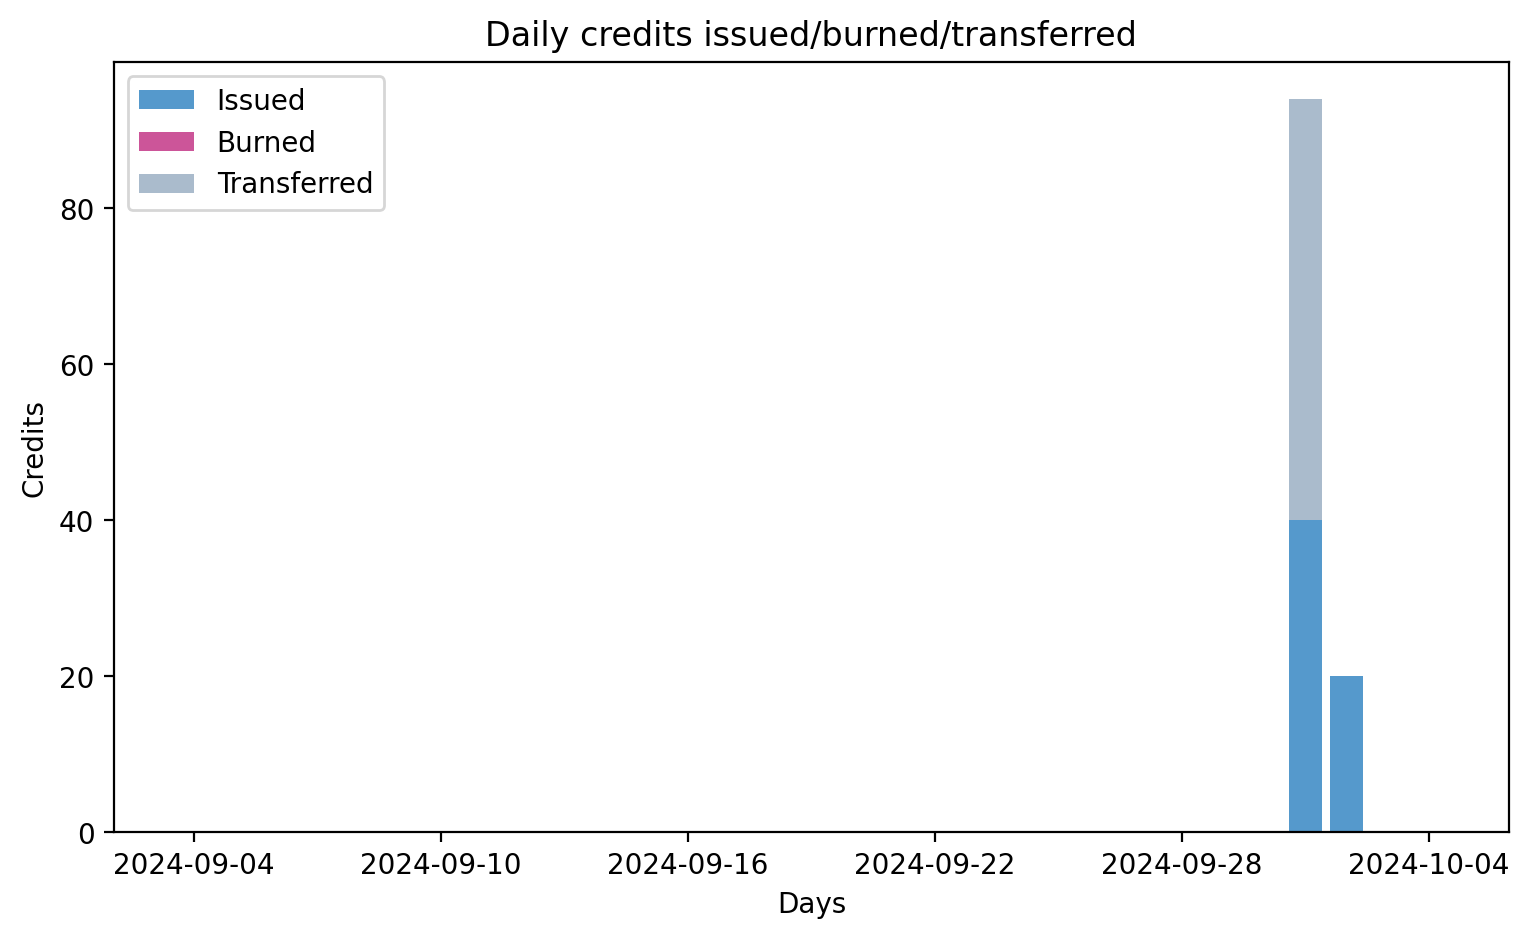 Daily credits issued/burned/transferred
Issued
Burned
Transferred
80
60
40
20
0
Credits
2024-09-04 2024-09-10 2024-09-16 2024-09-22 2024-09-28 2024-10-04
Days